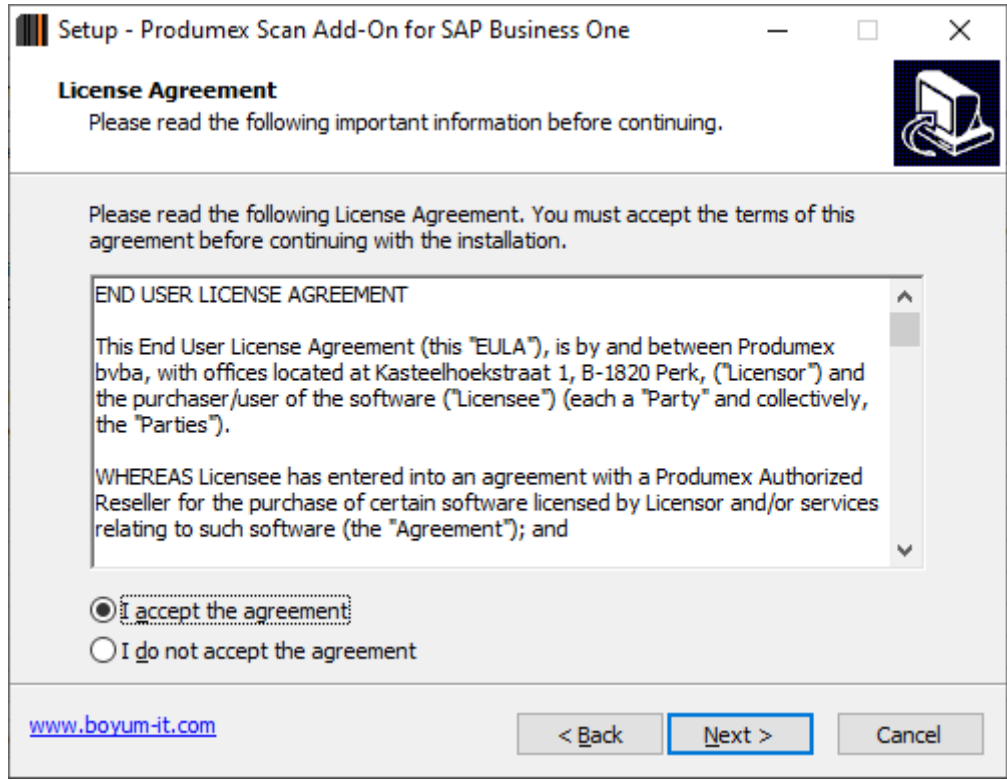 Setup - Produmex Scan Add-On for SAP Business One
License Agreement
Please read the following important information before continuing.
Please read the following License Agreement. You must accept the terms of this
agreement before continuing with the installation.
END USER LICENSE AGREEMENT
This End User License Agreement (this "EULA"), is by and between Produmex
bvba, with offices located at Kasteelhoekstraat 1, B-1820 Perk, ("Licensor") and
the purchaser/user of the software ("Licensee") (each a "Party" and collectively,
the "Parties").
WHEREAS Licensee has entered into an agreement with a Produmex Authorized
Reseller for the purchase of certain software licensed by Licensor and/or services
relating to such software (the "Agreement"); and
I accept the agreement
I do not accept the agreement
www.boyum-it.com
< Back
Next >
Cancel